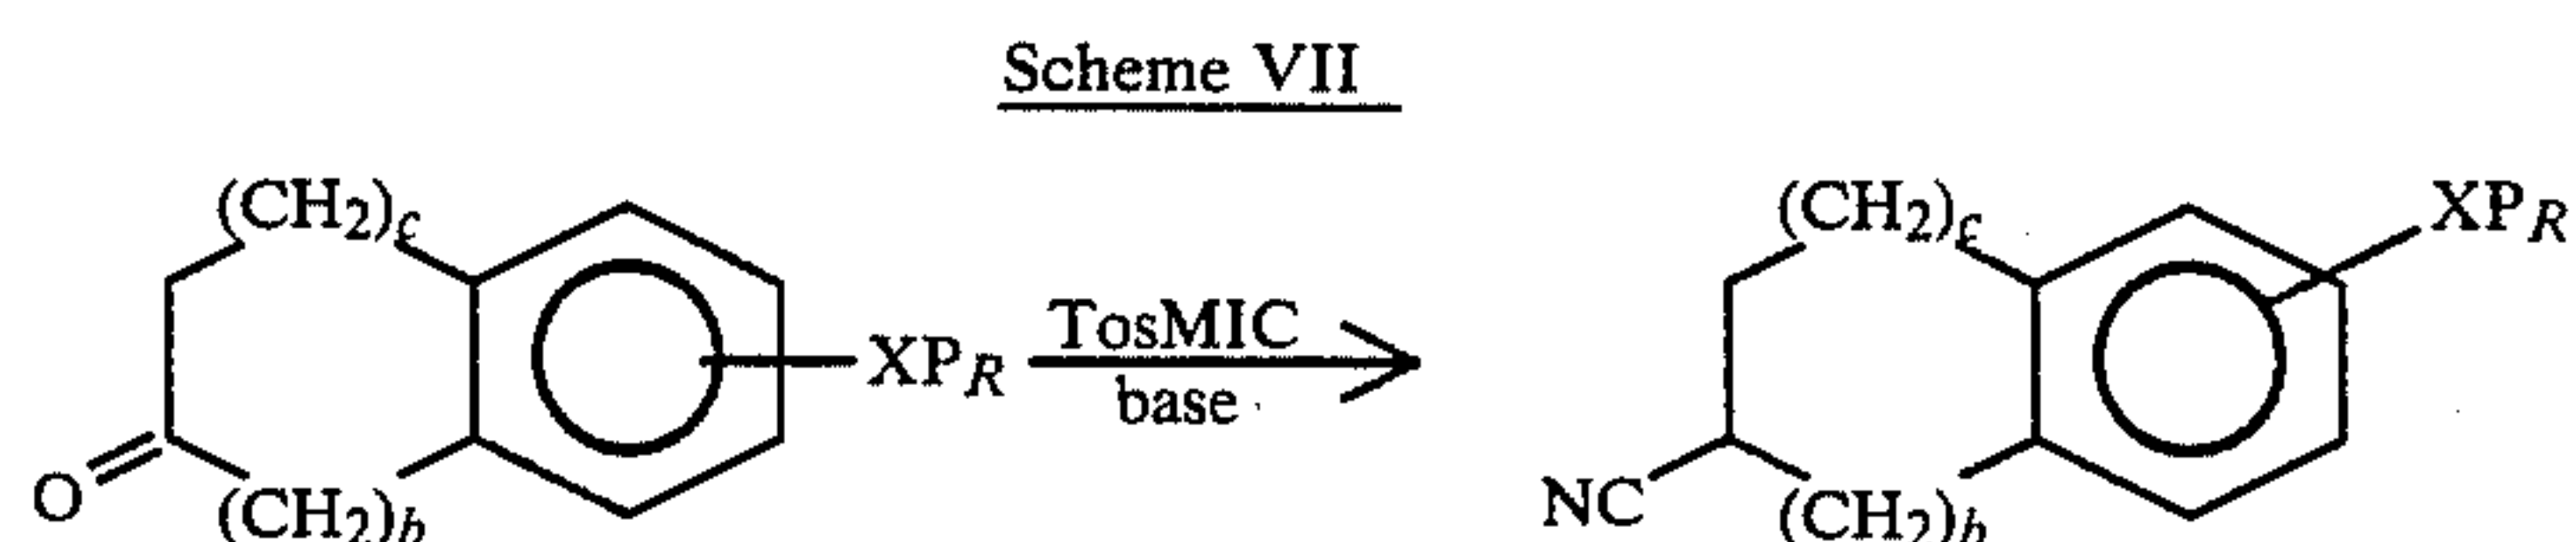 Scheme VII
(CH2)c (CH2)c XPR
TosMIC
XPR
base
O (CH2)b NC (CH2)b